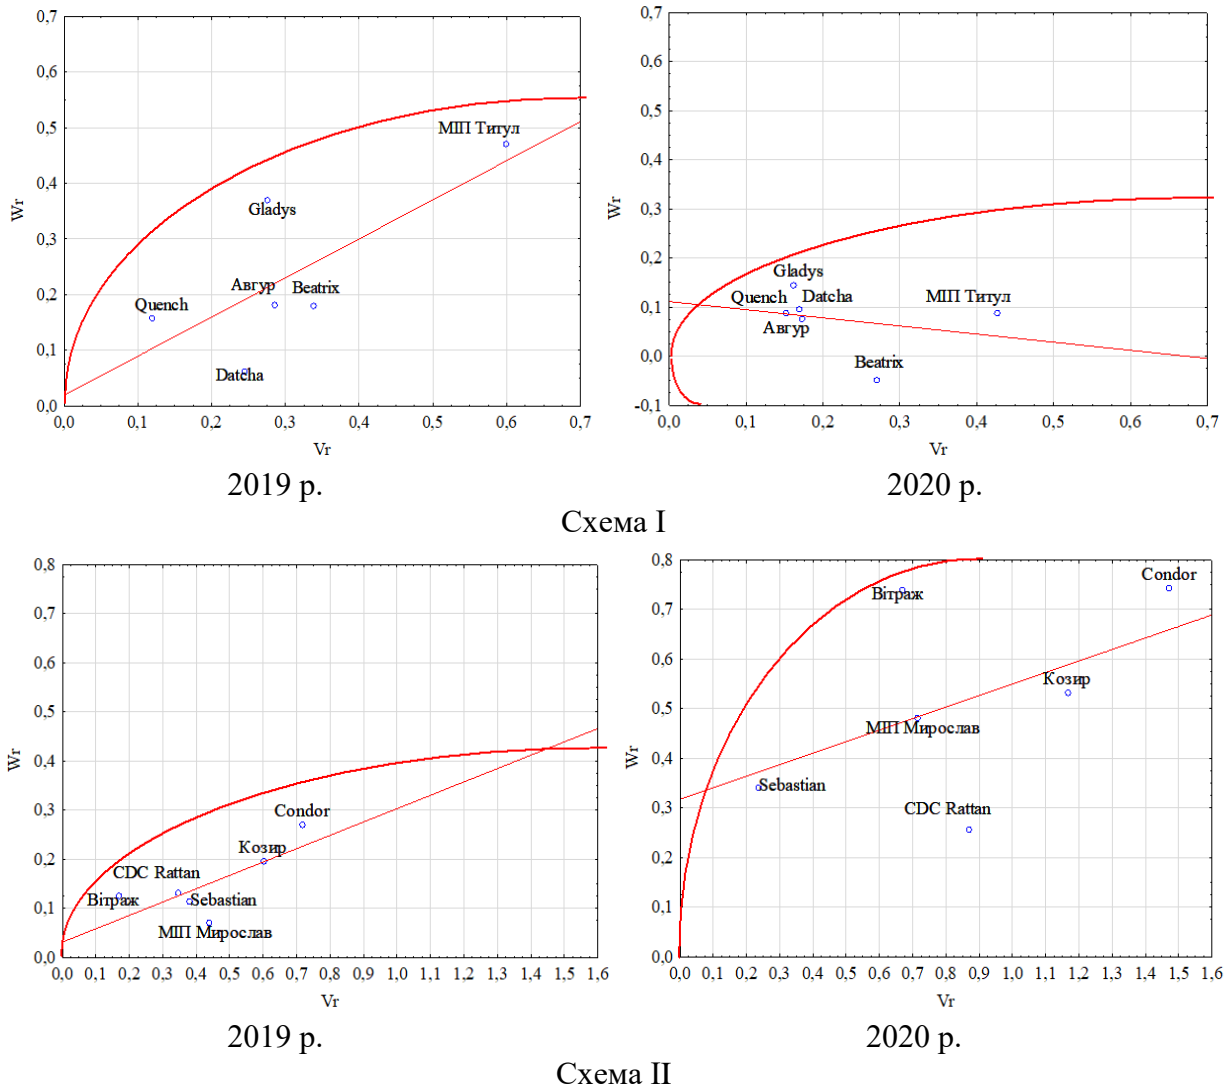 0,7
0,6
0,5
0,4
0,3
0,2
0,1
0,0
Wr
МІП Титул
Gladys
Авгур
Beatrix
Quench
Datcha
0,0 0,1 0,2 0,3 0,4 0,5 0,6 0,7
Vr
2019 р.
0,7
0,6
0,5
0,4
0,3
0,2
0,1
0,0
-0,1
Wr
Gladys
Quench
Datcha
МІП Титул
Авгур
Beatrix
0,0 0,1 0,2 0,3 0,4 0,5 0,6 0,7
Vr
2020 р.
Схема I
0,8
0,7
0,6
0,5
0,4
0,3
0,2
0,1
0,0
Wr
Condor
Козир
CDC Rattan
Вітраж
Sebastian
МІП Мирослав
0,0 0,1 0,2 0,3 0,4 0,5 0,6 0,7 0,8 0,9 1,0 1,1 1,2 1,3 1,4 1,5 1,6
Vr
2019 р.
0,8
0,7
0,6
0,5
0,4
0,3
0,2
0,1
0,0
Wr
Condor
Вітраж
Козир
МІП Мирослав
Sebastian
CDC Rattan
0,0 0,1 0,2 0,3 0,4 0,5 0,6 0,7 0,8 0,9 1,0 1,1 1,2 1,3 1,4 1,5 1,6
Vr
2020 р.
Схема II